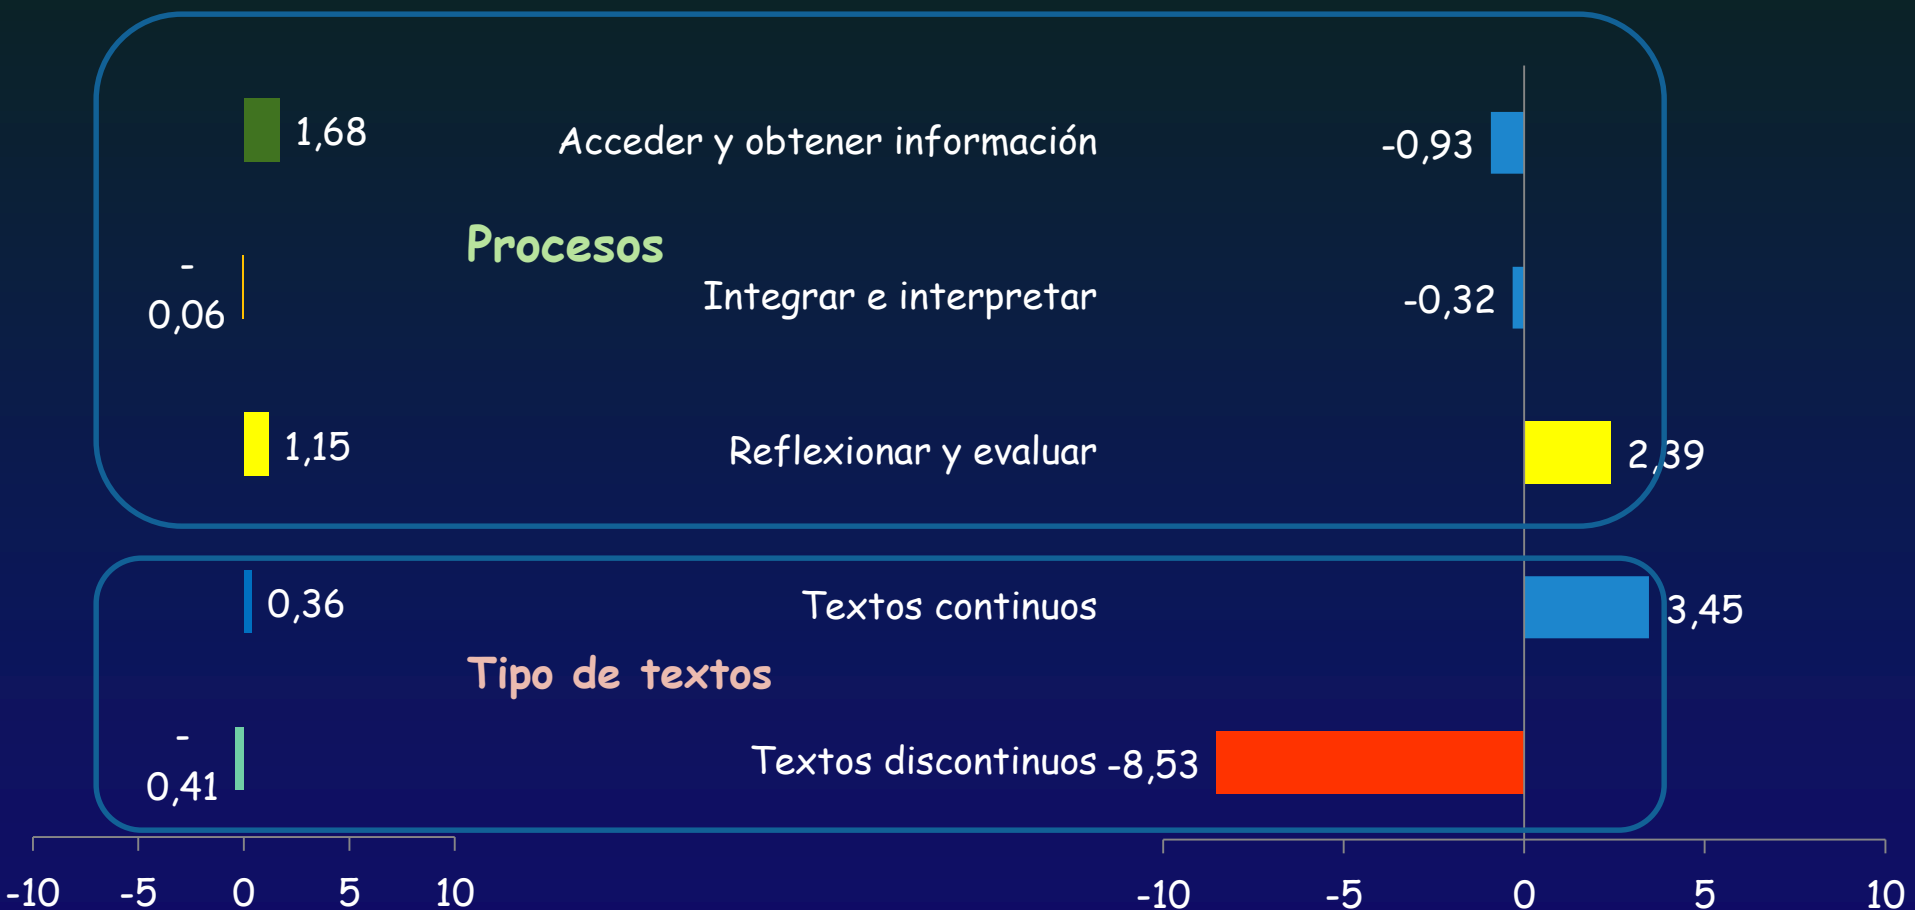 1,68
Acceder y obtener información
-0,93
Procesos
-
0,06
Integrar e interpretar
-0,32
1,15
Reflexionar y evaluar
2,39
0,36
Textos continuos
3,45
Tipo de textos
-
0,41
Textos discontinuos
-8,53
-10 -5 0 5 10
-10 -5 0 5 10